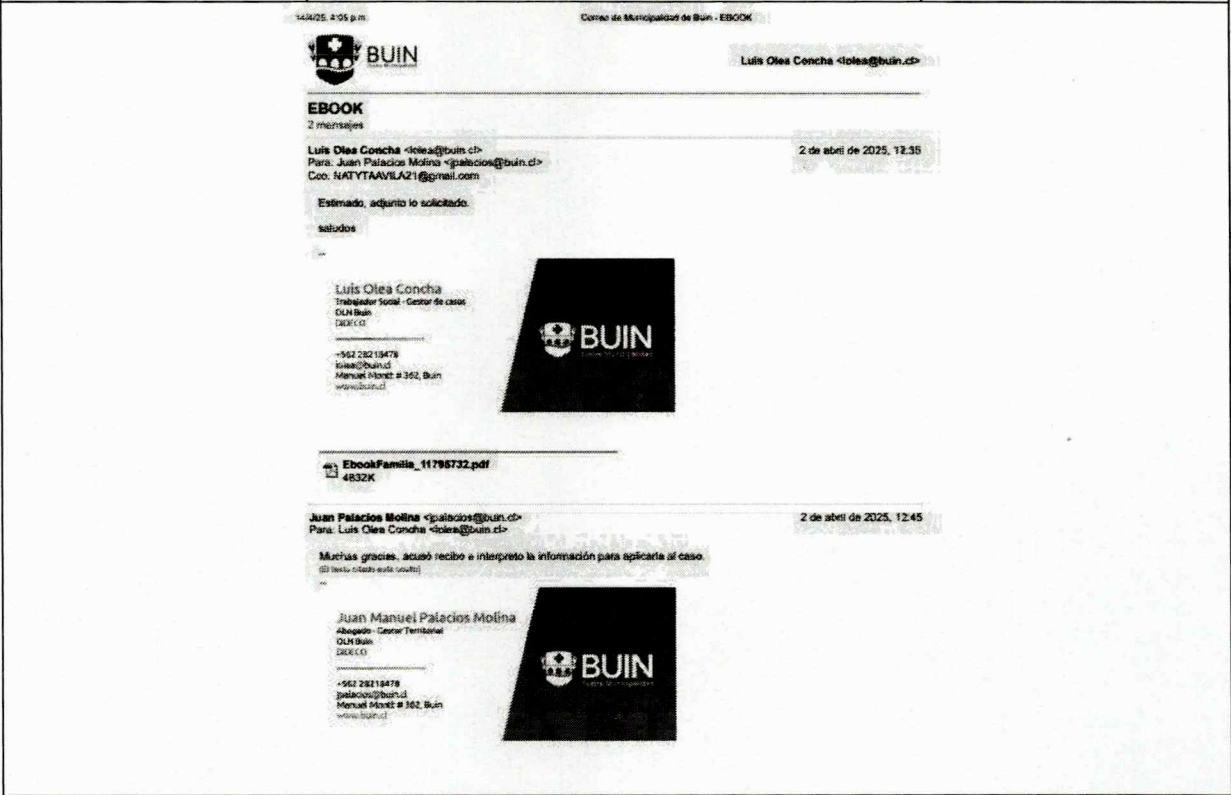 14/4/25, 4:05 p.m. Correo de Municipalidad de Buin - EBOOK
BUIN
Luis Olea Concha <lolea@buin.cl>
EBOOK
2 mensajes
Luis Olea Concha <lolea@buin.cl> 2 de abril de 2025, 12:35
Para: Juan Palacios Molina <jpalacios@buin.cl>
Cco: NATYTAAVILA21@gmail.com
Estimado, adjunto lo solicitado.
saludos
--
Luis Olea Concha
Trabajador Social - Gestor de casos
OLN Buin
DIDECO
+562 28218478
lolea@buin.cl
Manuel Montt # 362, Buin
www.buin.cl
BUIN
EbookFamilia_11795732.pdf
4832K
Juan Palacios Molina <jpalacios@buin.cl> 2 de abril de 2025, 12:45
Para: Luis Olea Concha <lolea@buin.cl>
Muchas gracias, acuso recibo e interpreto la información para aplicarla al caso.
[El texto citado está oculto]
--
Juan Manuel Palacios Molina
Abogado - Gestor Territorial
OLN Buin
DIDECO
+562 28218478
jpalacios@buin.cl
Manuel Montt # 362, Buin
www.buin.cl
BUIN